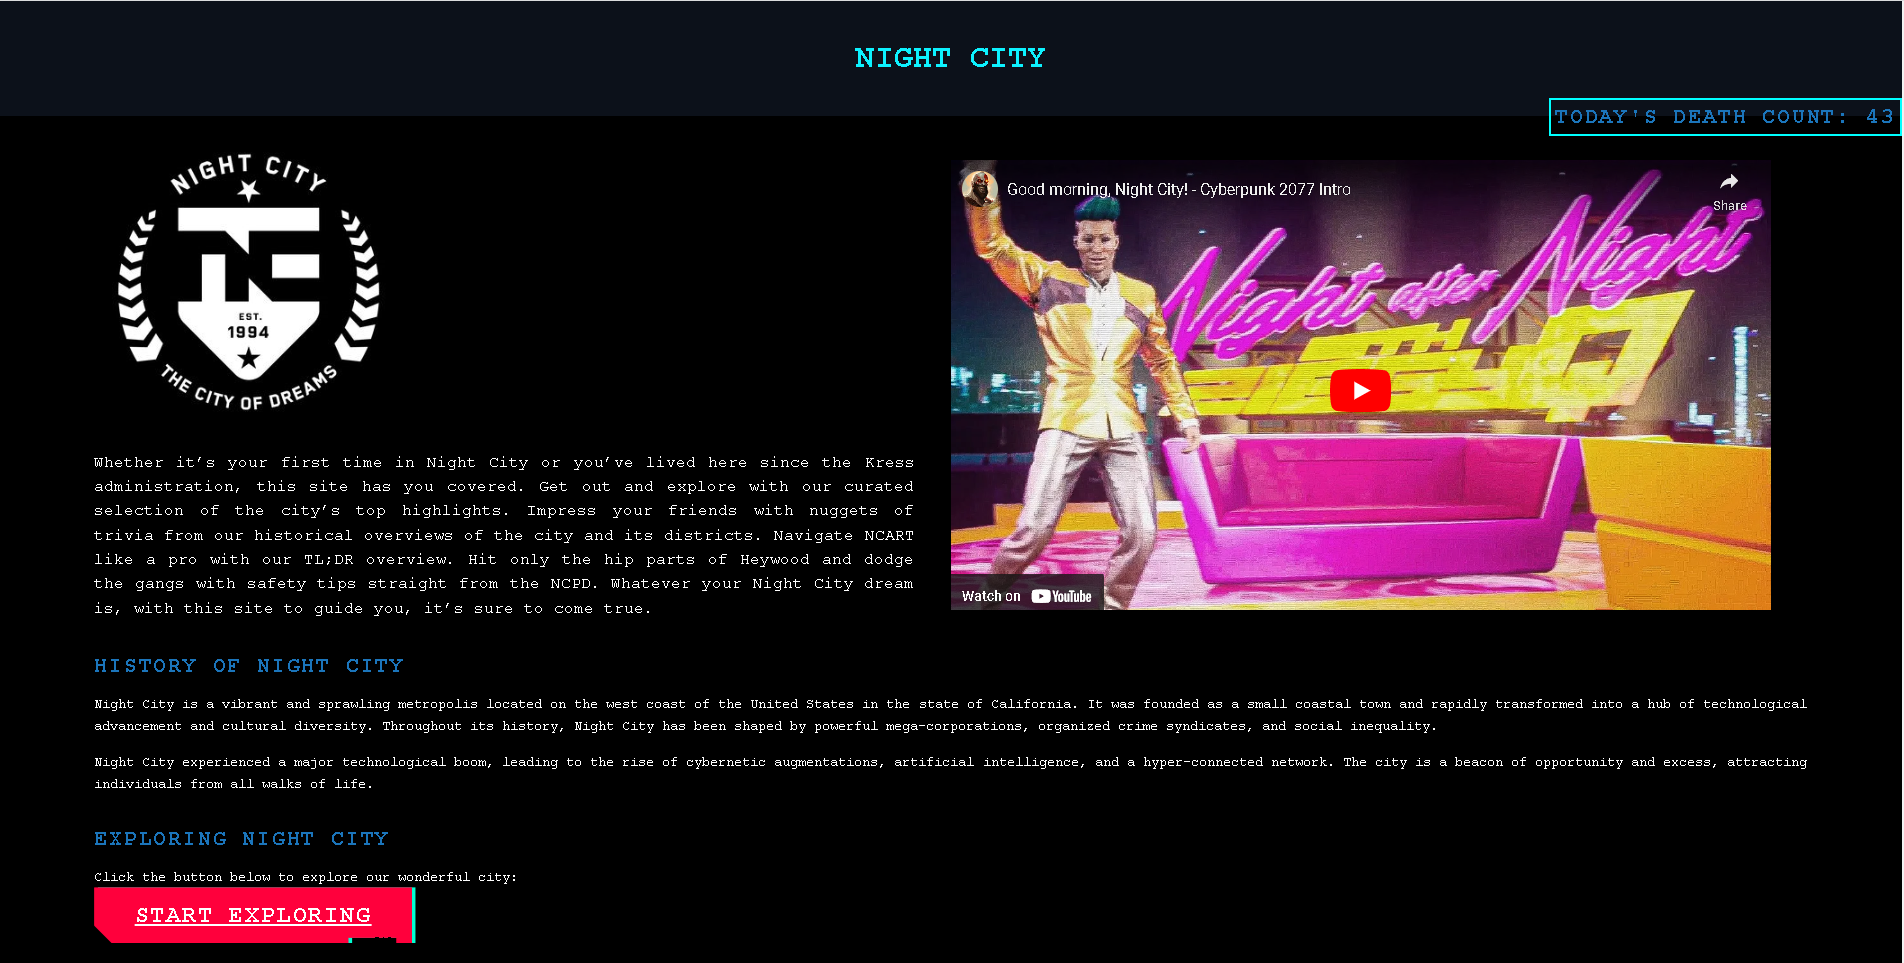 NIGHT CITY
TODAY'S DEATH COUNT: 43
NIGHT CITY
EST.
1994
THE CITY OF DREAMS
Good morning, Night City! - Cyberpunk 2077 Intro
Share
Night after Night
Watch on YouTube
Whether it’s your first time in Night City or you’ve lived here since the Kress
administration, this site has you covered. Get out and explore with our curated
selection of the city’s top highlights. Impress your friends with nuggets of
trivia from our historical overviews of the city and its districts. Navigate NCART
like a pro with our TL;DR overview. Hit only the hip parts of Heywood and dodge
the gangs with safety tips straight from the NCPD. Whatever your Night City dream
is, with this site to guide you, it’s sure to come true.
HISTORY OF NIGHT CITY
Night City is a vibrant and sprawling metropolis located on the west coast of the United States in the state of California. It was founded as a small coastal town and rapidly transformed into a hub of technological
advancement and cultural diversity. Throughout its history, Night City has been shaped by powerful mega-corporations, organized crime syndicates, and social inequality.
Night City experienced a major technological boom, leading to the rise of cybernetic augmentations, artificial intelligence, and a hyper-connected network. The city is a beacon of opportunity and excess, attracting
individuals from all walks of life.
EXPLORING NIGHT CITY
Click the button below to explore our wonderful city:
START EXPLORING